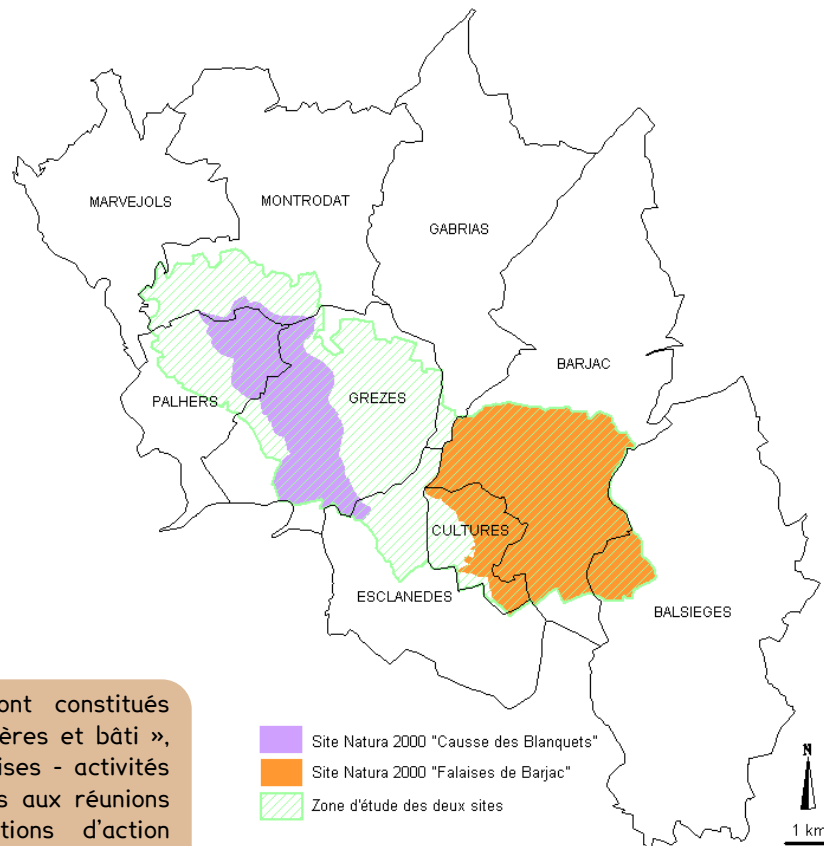 MARVEJOLS
MONTRODAT
GABRIAS
BARJAC
PALHERS
GREZES
CULTURES
ESCLANEDES
BALSIEGES
ont constitués
ères et bâti »,
ises - activités
s aux réunions
tions d'action
Site Natura 2000 "Causse des Blanquets"
Site Natura 2000 "Falaises de Barjac"
Zone d'étude des deux sites
N
1 km